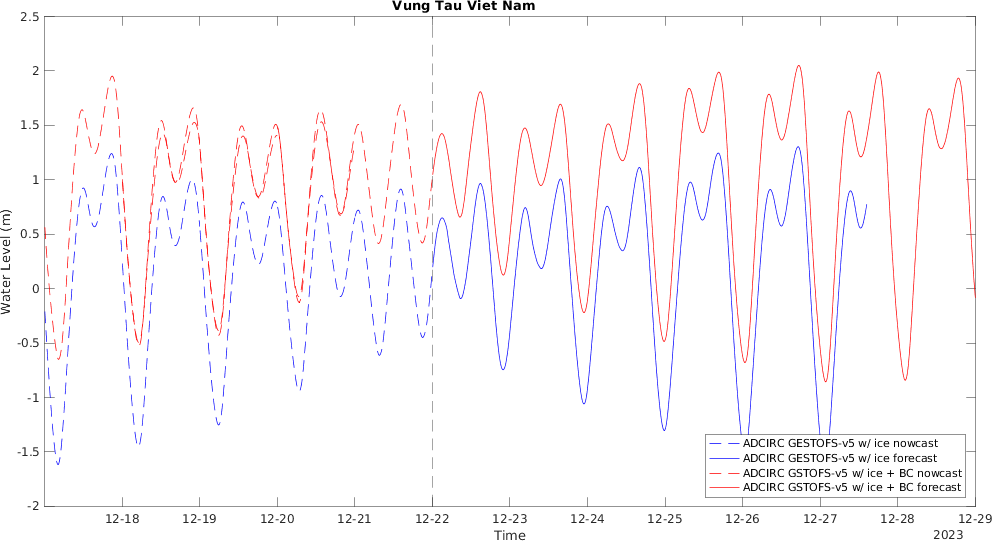 Vung Tau Viet Nam
2.5
2
1.5
1
0.5
0
-0.5
-1
-1.5
-2
Water Level (m)
ADCIRC GESTOFS-v5 w/ ice nowcast
ADCIRC GESTOFS-v5 w/ ice forecast
ADCIRC GSTOFS-v5 w/ ice + BC nowcast
ADCIRC GSTOFS-v5 w/ ice + BC forecast
12-18 12-19 12-20 12-21 12-22 12-23 12-24 12-25 12-26 12-27 12-28 12-29
Time
2023